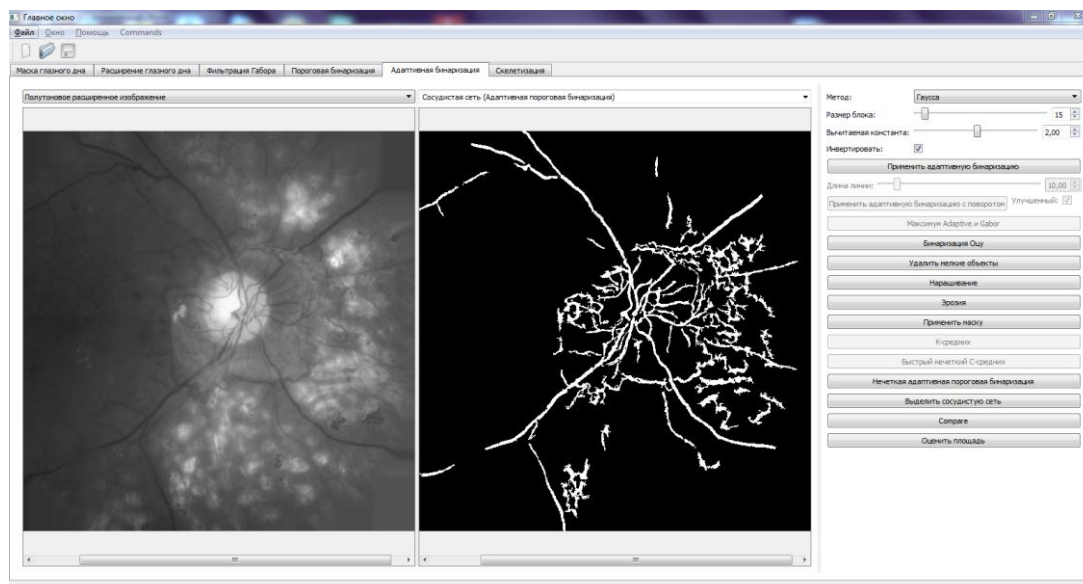 Главное окно
Файл Окно Помощь Commands
Маска глазного дна Расширение глазного дна Фильтрация Габора Пороговая бинаризация Адаптивная бинаризация Скелетизация
Полутоновое расширенное изображение
Сосудистая сеть (Адаптивная пороговая бинаризация)
Метод: Гаусса
Размер блока: 15
Вычитаемая константа: 2,00
Инвертировать:
Применить адаптивную бинаризацию
Длина линии: 10,00
Применить адаптивную бинаризацию с поворотом Улучшенный:
Максимум Adaptive и Gabor
Бинаризация Оцу
Удалить мелкие объекты
Наращивание
Эрозия
Применить маску
К-средних
Быстрый нечеткий С-средних
Нечеткая адаптивная пороговая бинаризация
Выделить сосудистую сеть
Compare
Оценить площадь